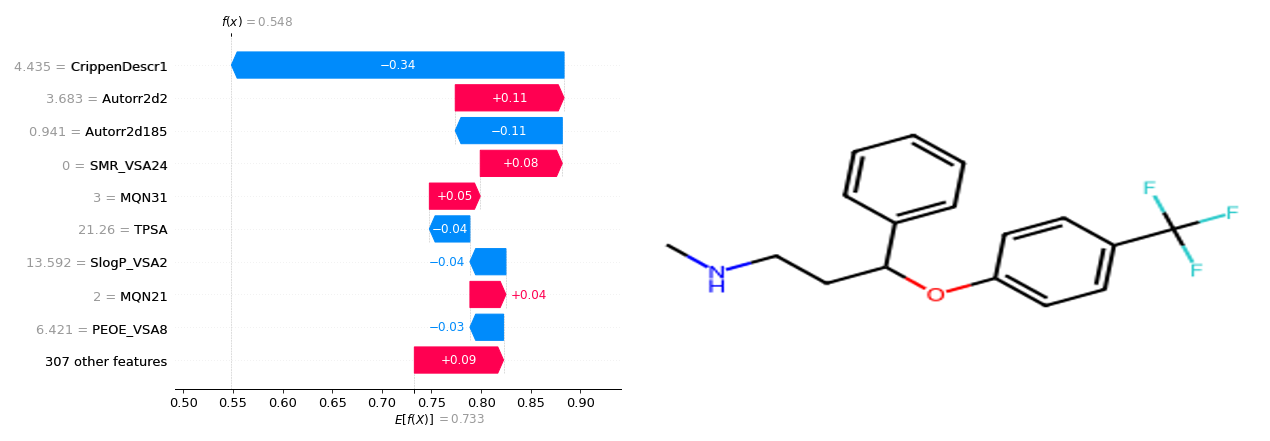 f(x) = 0.548
4.435 = CrippenDescr1
−0.34
3.683 = Autorr2d2
+0.11
0.941 = Autorr2d185
−0.11
0 = SMR_VSA24
+0.08
3 = MQN31
+0.05
21.26 = TPSA
−0.04
13.592 = SlogP_VSA2
−0.04
2 = MQN21
+0.04
6.421 = PEOE_VSA8
−0.03
307 other features
+0.09
0.50 0.55 0.60 0.65 0.70 0.75 0.80 0.85 0.90
E[f(X)] = 0.733
F
F
F
N
H
O